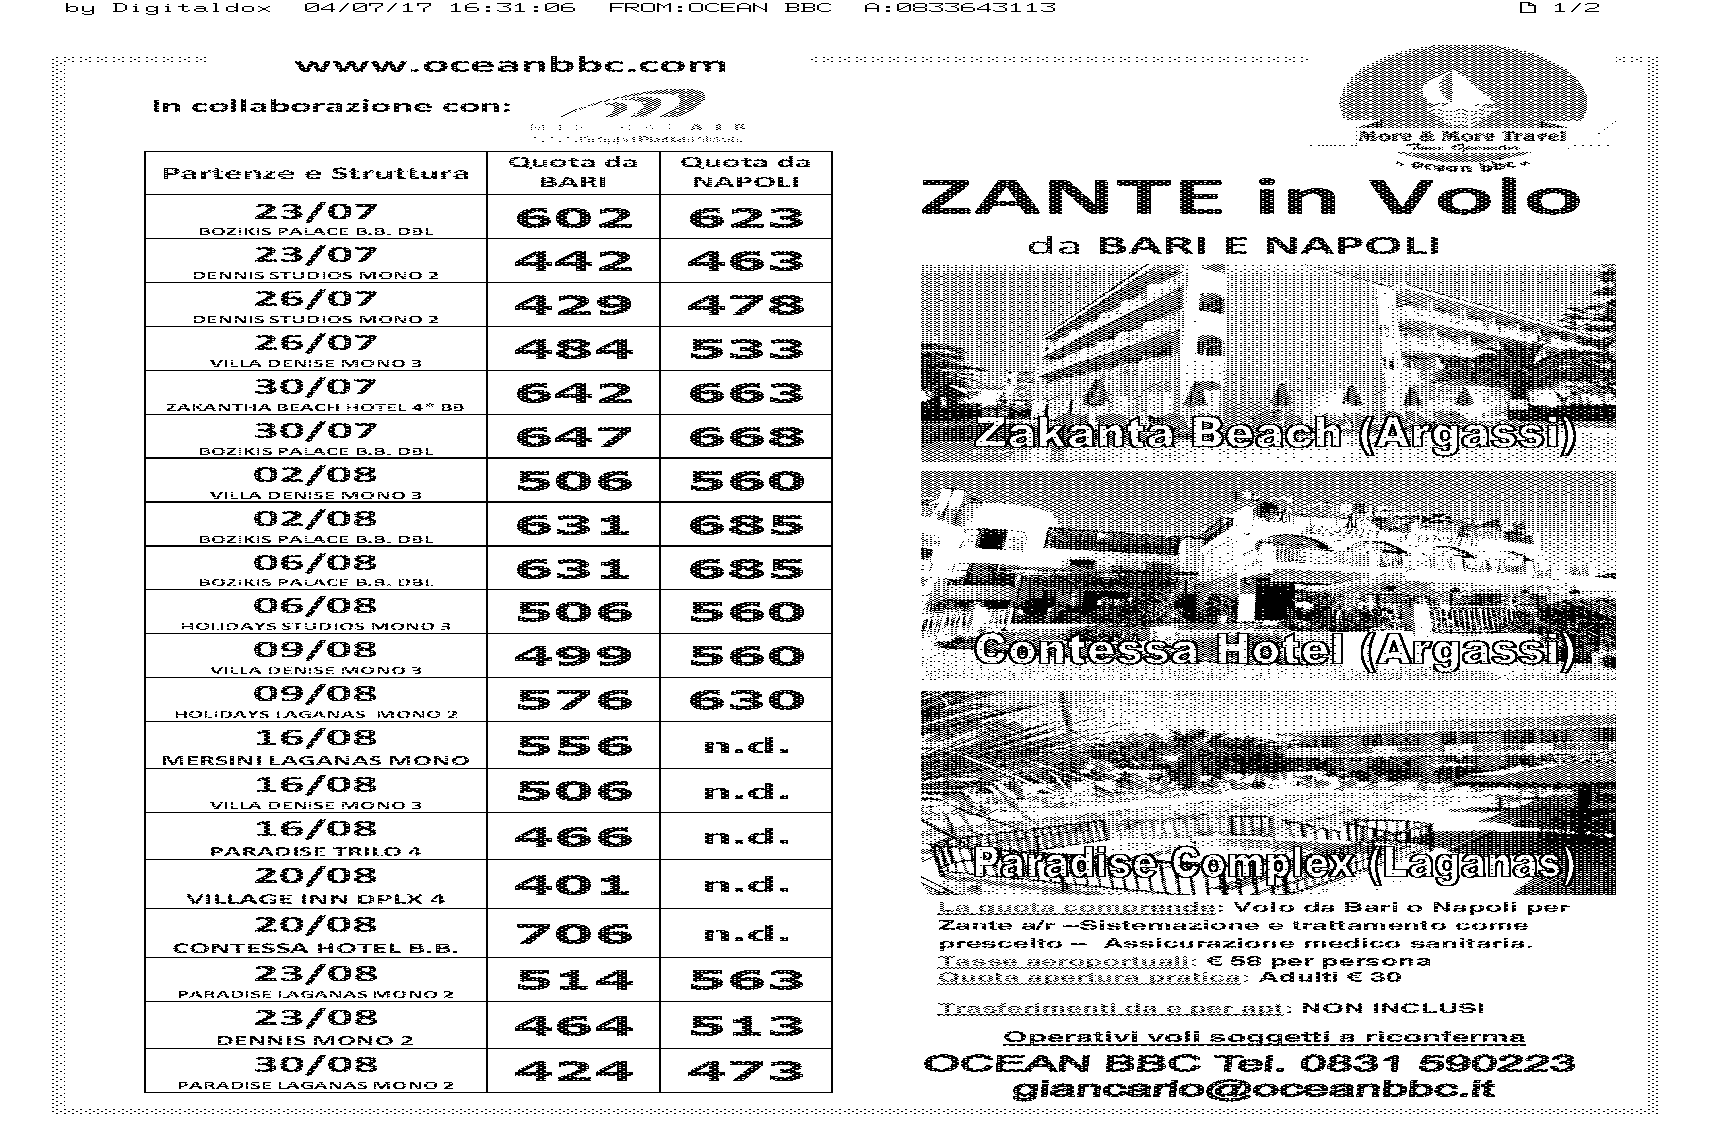 by Digitaldox 04/07/17 16:31:06 FROM:OCEAN BBC A:0833643113 1/2
www.oceanbbc.com
In collaborazione con:
Partenze e Struttura Quota da BARI Quota da NAPOLI
23/07 602 623
BOZIKIS PALACE B.B. DBL
23/07 442 463
DENNIS STUDIOS MONO 2
26/07 429 478
DENNIS STUDIOS MONO 2
26/07 484 533
VILLA DENISE MONO 3
30/07 642 663
ZAKANTHA BEACH HOTEL 4* BB
30/07 647 668
BOZIKIS PALACE B.B. DBL
02/08 506 560
VILLA DENISE MONO 3
02/08 631 685
BOZIKIS PALACE B.B. DBL
06/08 631 685
BOZIKIS PALACE B.B. DBL
06/08 506 560
HOLIDAYS STUDIOS MONO 3
09/08 499 560
VILLA DENISE MONO 3
09/08 576 630
HOLIDAYS LAGANAS MONO 2
16/08 556 n.d.
MERSINI LAGANAS MONO
16/08 506 n.d.
VILLA DENISE MONO 3
16/08 466 n.d.
PARADISE TRILO 4
20/08 401 n.d.
VILLAGE INN DPLX 4
20/08 706 n.d.
CONTESSA HOTEL B.B.
23/08 514 563
PARADISE LAGANAS MONO 2
23/08 464 513
DENNIS MONO 2
30/08 424 473
PARADISE LAGANAS MONO 2
More & More Travel
Tour Operator
"Ocean bbc"
ZANTE in Volo
da BARI E NAPOLI
Zakanta Beach (Argassi)
Contessa Hotel (Argassi)
Paradise Complex (Laganas)
La quota comprende: Volo da Bari o Napoli per
Zante a/r –Sistemazione e trattamento come
prescelto – Assicurazione medico sanitaria.
Tasse aeroportuali: € 58 per persona
Quota apertura pratica: Adulti € 30
Trasferimenti da e per apt: NON INCLUSI
Operativi voli soggetti a riconferma
OCEAN BBC Tel. 0831 590223
giancarlo@oceanbbc.it